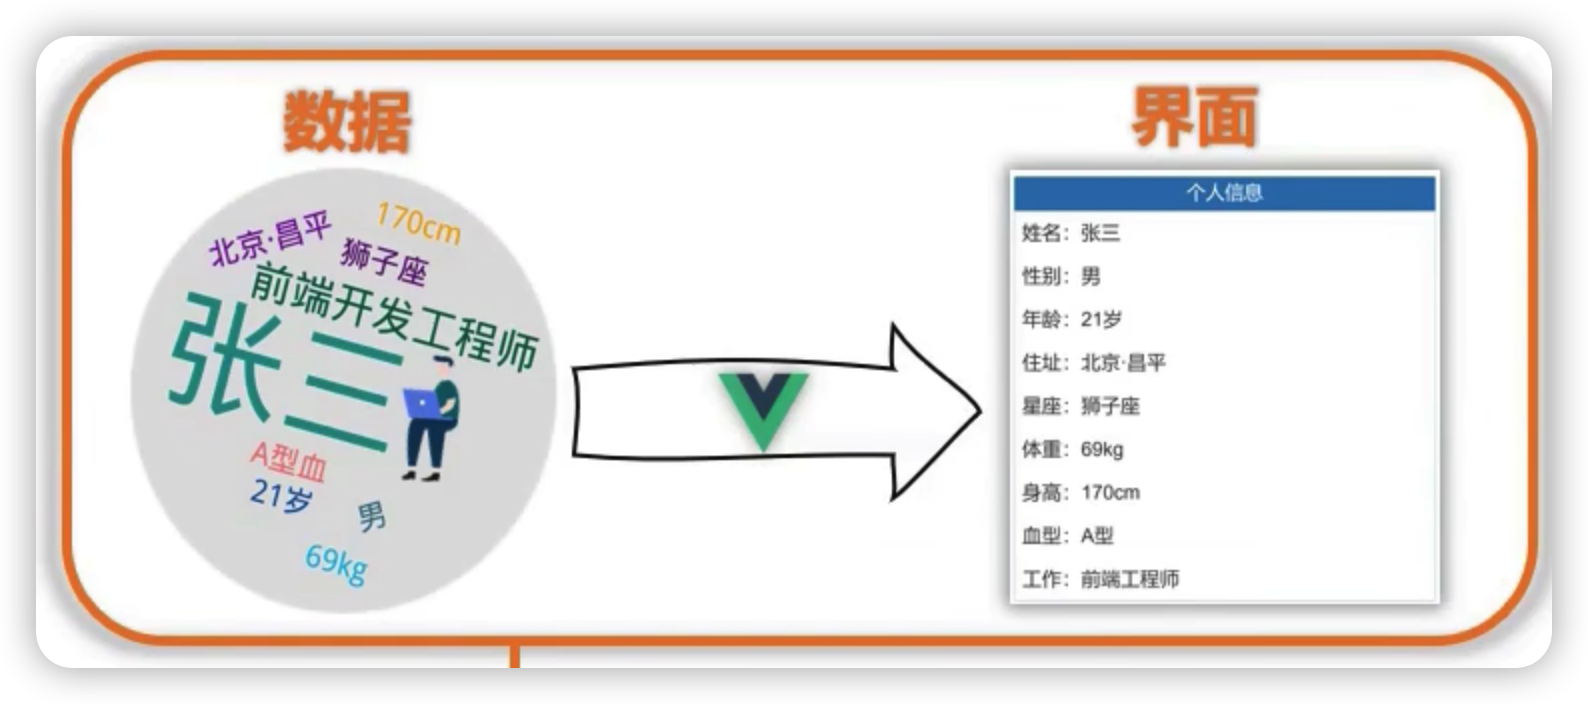 数据
170cm
北京·昌平
狮子座
前端开发工程师
张三
A型血
21岁
男
69kg
界面
个人信息
姓名：张三
性别：男
年龄：21岁
住址：北京·昌平
星座：狮子座
体重：69kg
身高：170cm
血型：A型
工作：前端工程师